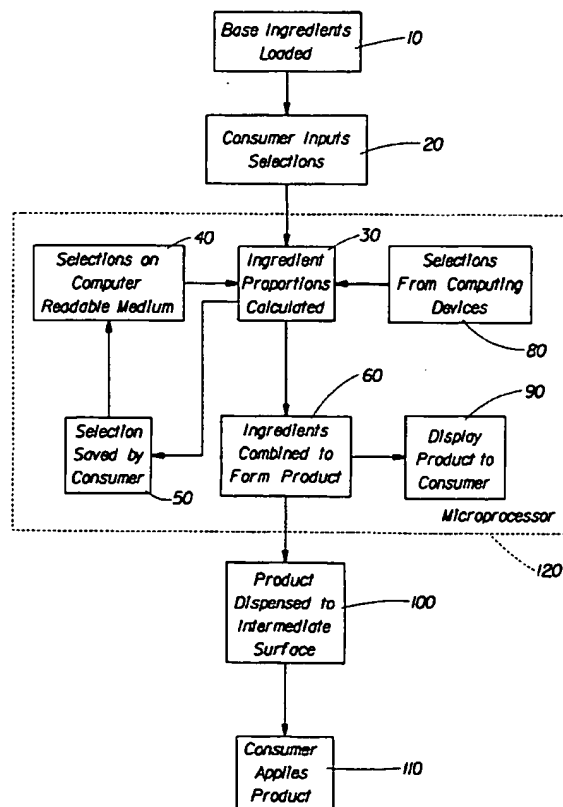 Base Ingredients
Loaded
10
Consumer Inputs
Selections
20
40
Selections on
Computer
Readable Medium
30
Ingredient
Proportions
Calculated
Selections
From Computing
Devices
80
60
90
Selection
Saved by
Consumer
50
Ingredients
Combined to
Form Product
Display
Product to
Consumer
Microprocessor
120
Product
Dispensed to
Intermediate
Surface
100
Consumer
Applies
Product
110